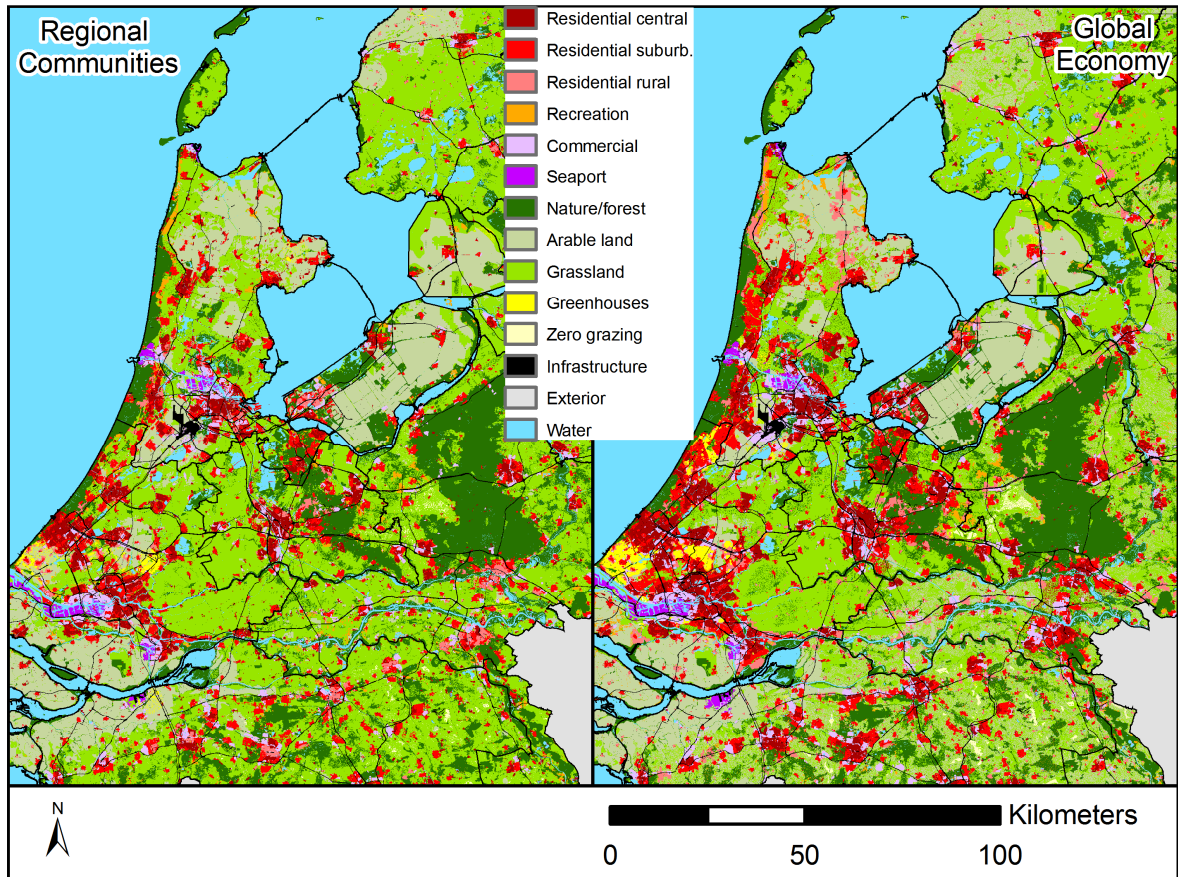 Regional
Communities
Residential central
Residential suburb.
Residential rural
Recreation
Commercial
Seaport
Nature/forest
Arable land
Grassland
Greenhouses
Zero grazing
Infrastructure
Exterior
Water
Global
Economy
N
Kilometers
0 50 100